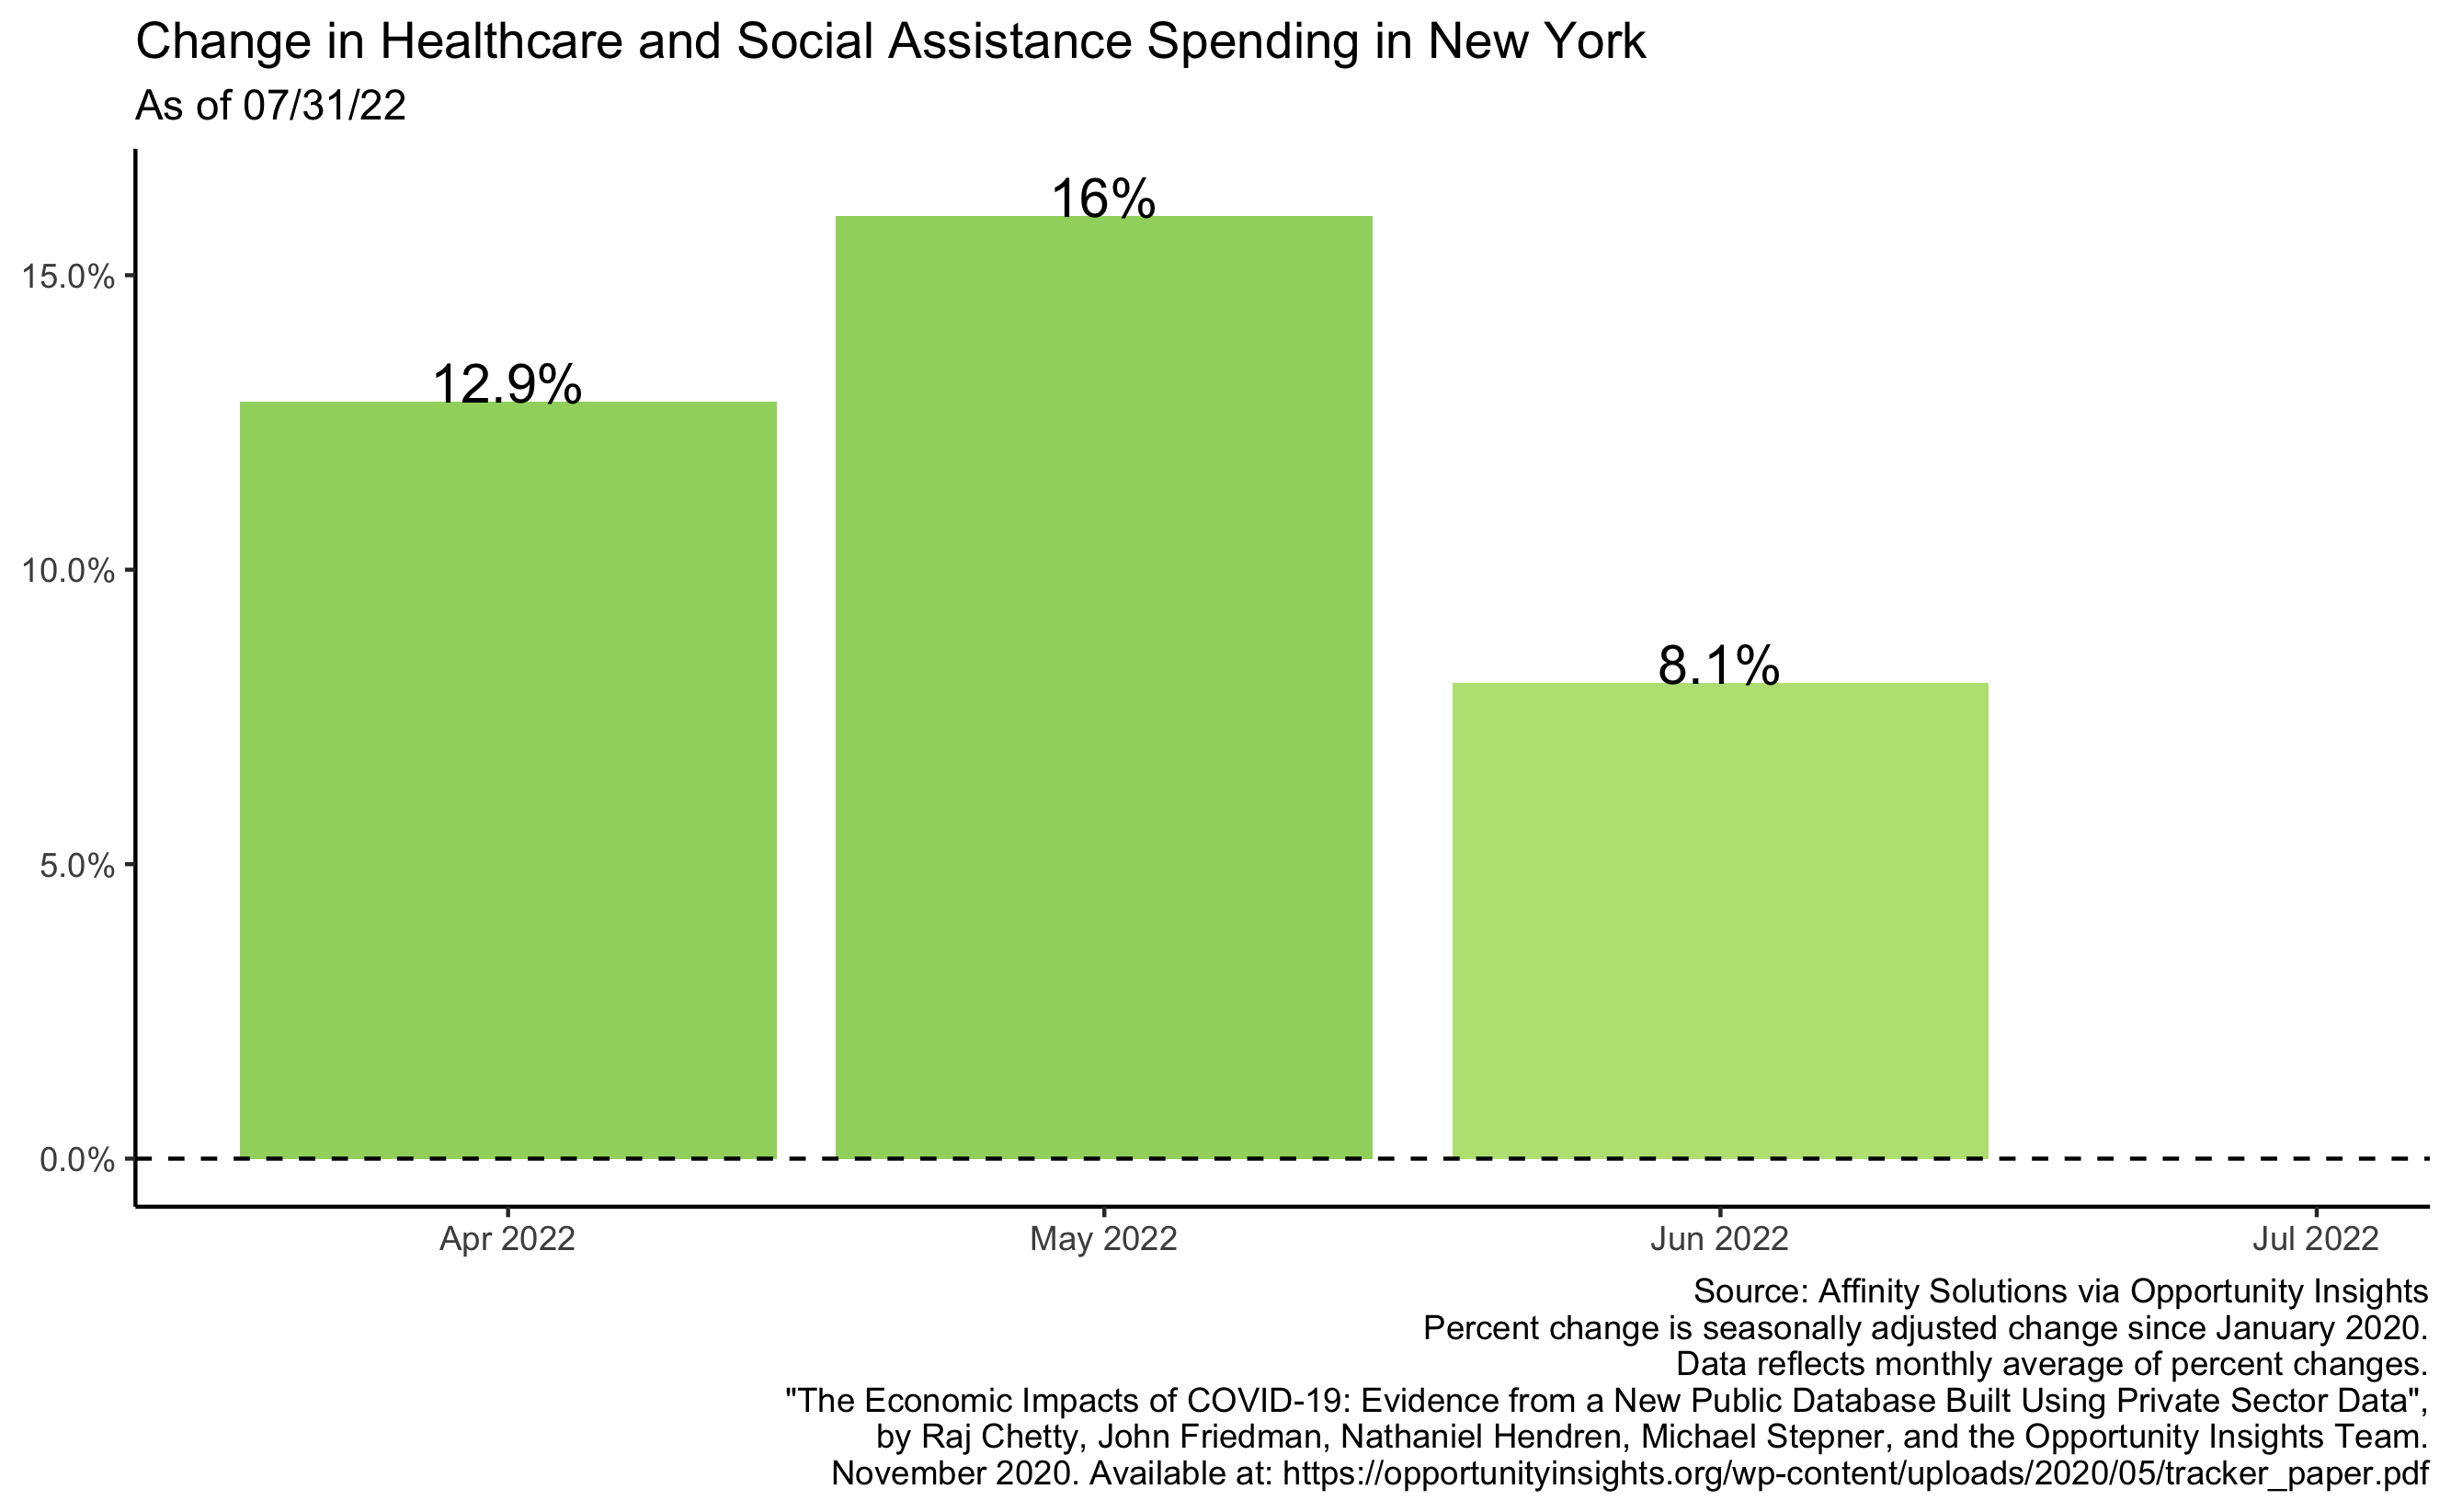 Change in Healthcare and Social Assistance Spending in New York
As of 07/31/22
15.0%
10.0%
5.0%
0.0%
12.9%
16%
8.1%
Apr 2022
May 2022
Jun 2022
Jul 2022
Source: Affinity Solutions via Opportunity Insights
Percent change is seasonally adjusted change since January 2020.
Data reflects monthly average of percent changes.
"The Economic Impacts of COVID-19: Evidence from a New Public Database Built Using Private Sector Data",
by Raj Chetty, John Friedman, Nathaniel Hendren, Michael Stepner, and the Opportunity Insights Team.
November 2020. Available at: https://opportunityinsights.org/wp-content/uploads/2020/05/tracker_paper.pdf